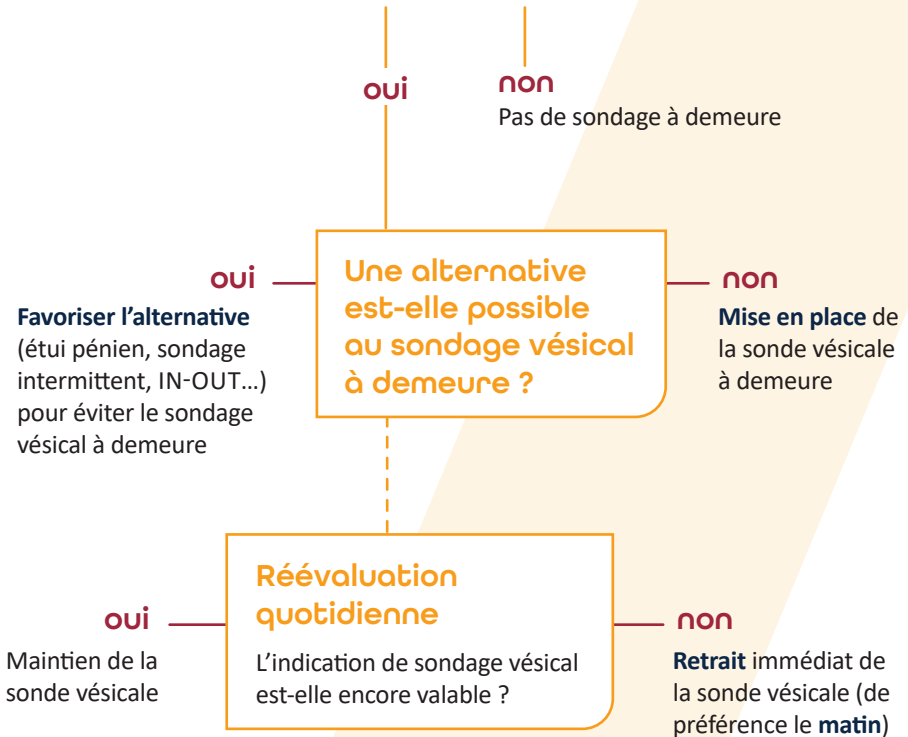 oui
non
Pas de sondage à demeure
oui
Favoriser l’alternative
(étui pénien, sondage
intermittent, IN-OUT...)
pour éviter le sondage
vésical à demeure
Une alternative
est-elle possible
au sondage vésical
à demeure ?
non
Mise en place de
la sonde vésicale
à demeure
oui
Maintien de la
sonde vésicale
Réévaluation
quotidienne
L’indication de sondage vésical
est-elle encore valable ?
non
Retrait immédiat de
la sonde vésicale (de
préférence le matin)